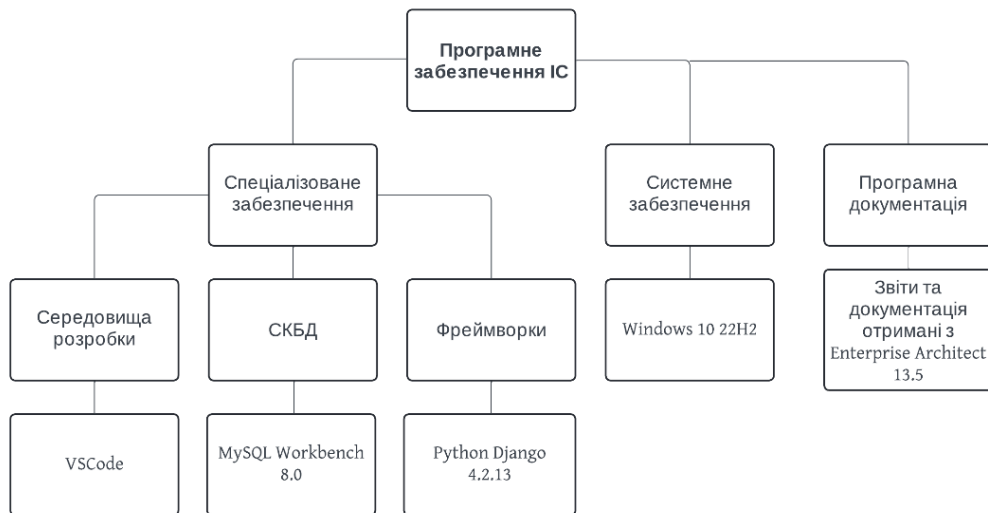 Програмне
забезпечення ІС
Спеціалізоване
забезпечення
Системне
забезпечення
Програмна
документація
Середовища
розробки
СКБД
Фреймворки
Windows 10 22H2
Звіти та
документація
отримані з
Enterprise Architect
13.5
VSCode
MySQL Workbench
8.0
Python Django
4.2.13